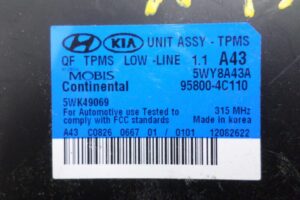 HYUNDAI KIA UNIT ASSY - TPMS
QF TPMS LOW-LINE 1.1 A43
MOBIS 5WY8A43A
Continental 95800-4C110
5WK49069
For Automotive use Tested to 315 MHz
comply with FCC standards Made in korea
A43 C0826 0667 01 / 0101 12082622